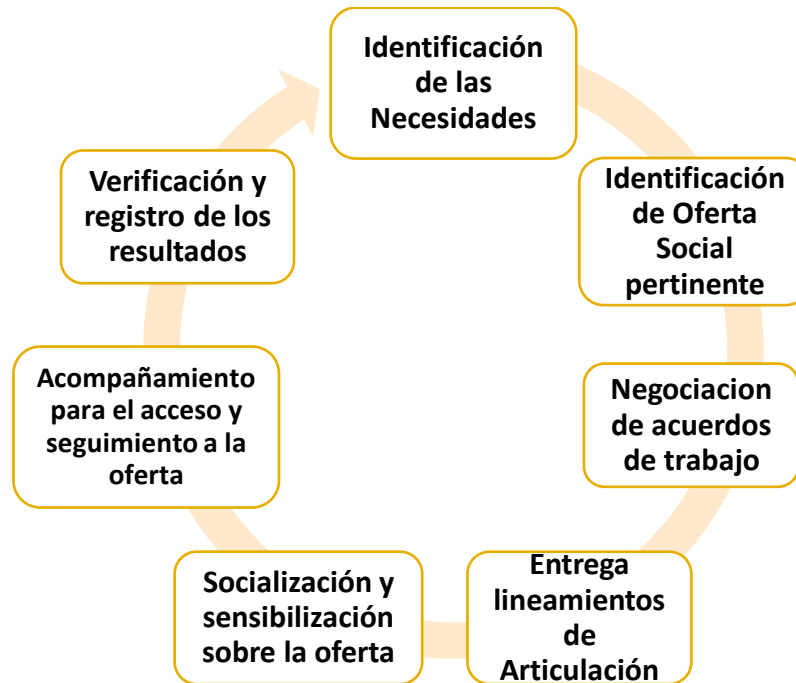 Identificación
de las
Necesidades
Identificación
de Oferta
Social
pertinente
Negociacion
de acuerdos
de trabajo
Entrega
lineamientos
de
Articulación
Socialización y
sensibilización
sobre la oferta
Acompañamiento
para el acceso y
seguimiento a la
oferta
Verificación y
registro de los
resultados